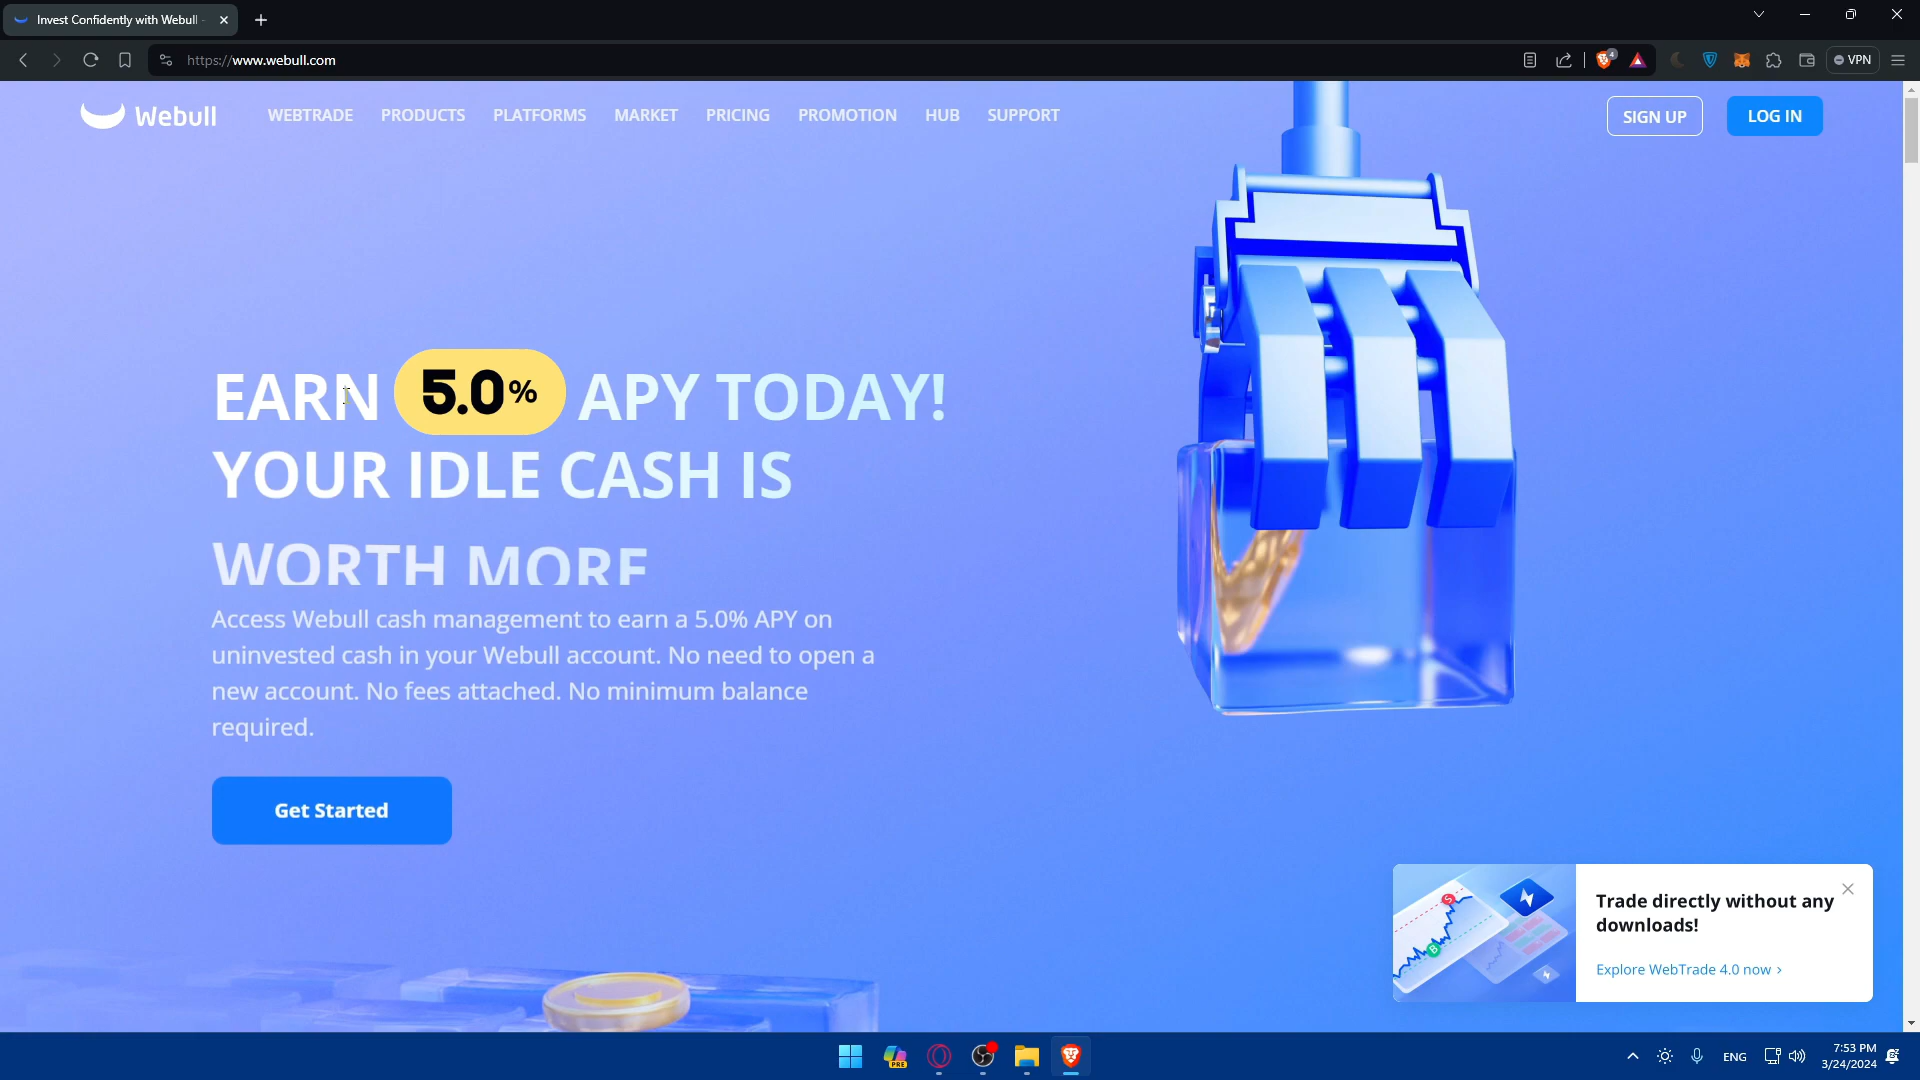 Invest Confidently with Webull -
https://www.webull.com
4
VPN
Webull
WEBTRADE PRODUCTS PLATFORMS MARKET PRICING PROMOTION HUB SUPPORT
SIGN UP
LOG IN
EARN 5.0% APY TODAY!
YOUR IDLE CASH IS
WORTH MORE
Access Webull cash management to earn a 5.0% APY on
uninvested cash in your Webull account. No need to open a
new account. No fees attached. No minimum balance
required.
Get Started
S
B
Trade directly without any
downloads!
Explore WebTrade 4.0 now ›
PRE
ENG
7:53 PM
3/24/2024